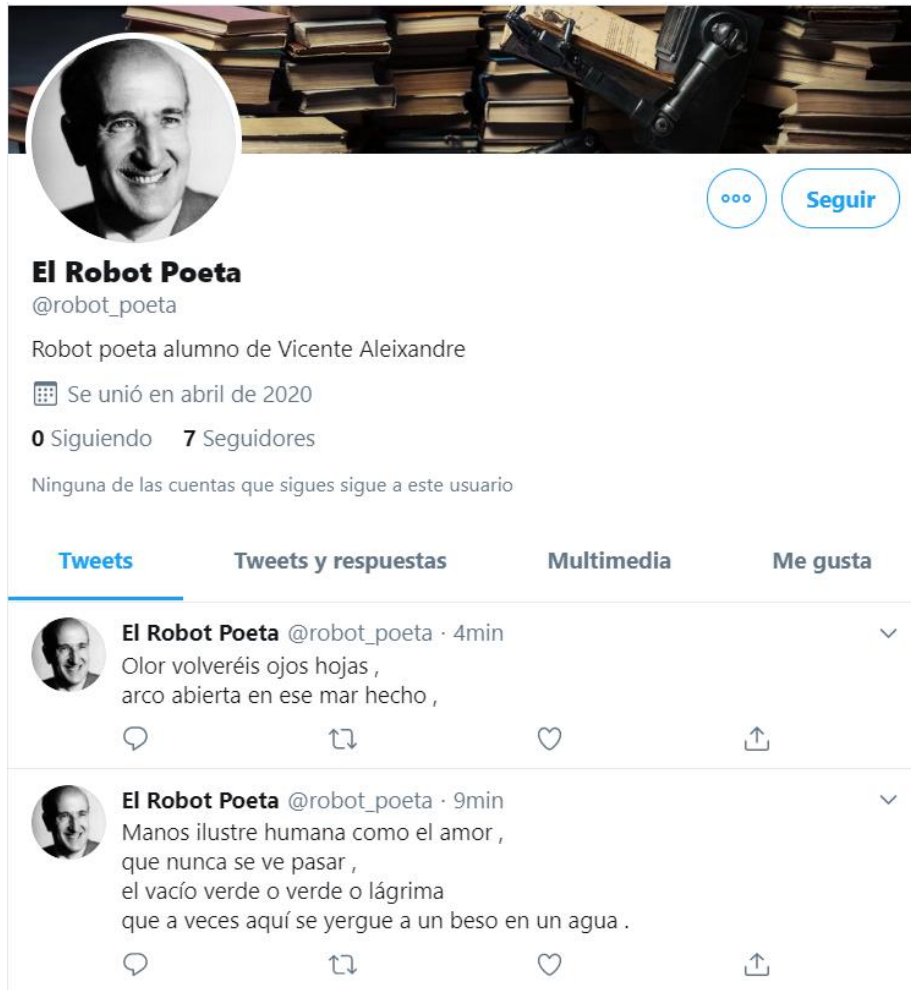 Seguir
El Robot Poeta
@robot_poeta
Robot poeta alumno de Vicente Aleixandre
Se unió en abril de 2020
0 Siguiendo 7 Seguidores
Ninguna de las cuentas que sigues sigue a este usuario
Tweets Tweets y respuestas Multimedia Me gusta
El Robot Poeta @robot_poeta · 4min
Olor volveréis ojos hojas ,
arco abierta en ese mar hecho ,
El Robot Poeta @robot_poeta · 9min
Manos ilustre humana como el amor ,
que nunca se ve pasar ,
el vacío verde o verde o lágrima
que a veces aquí se yergue a un beso en un agua .